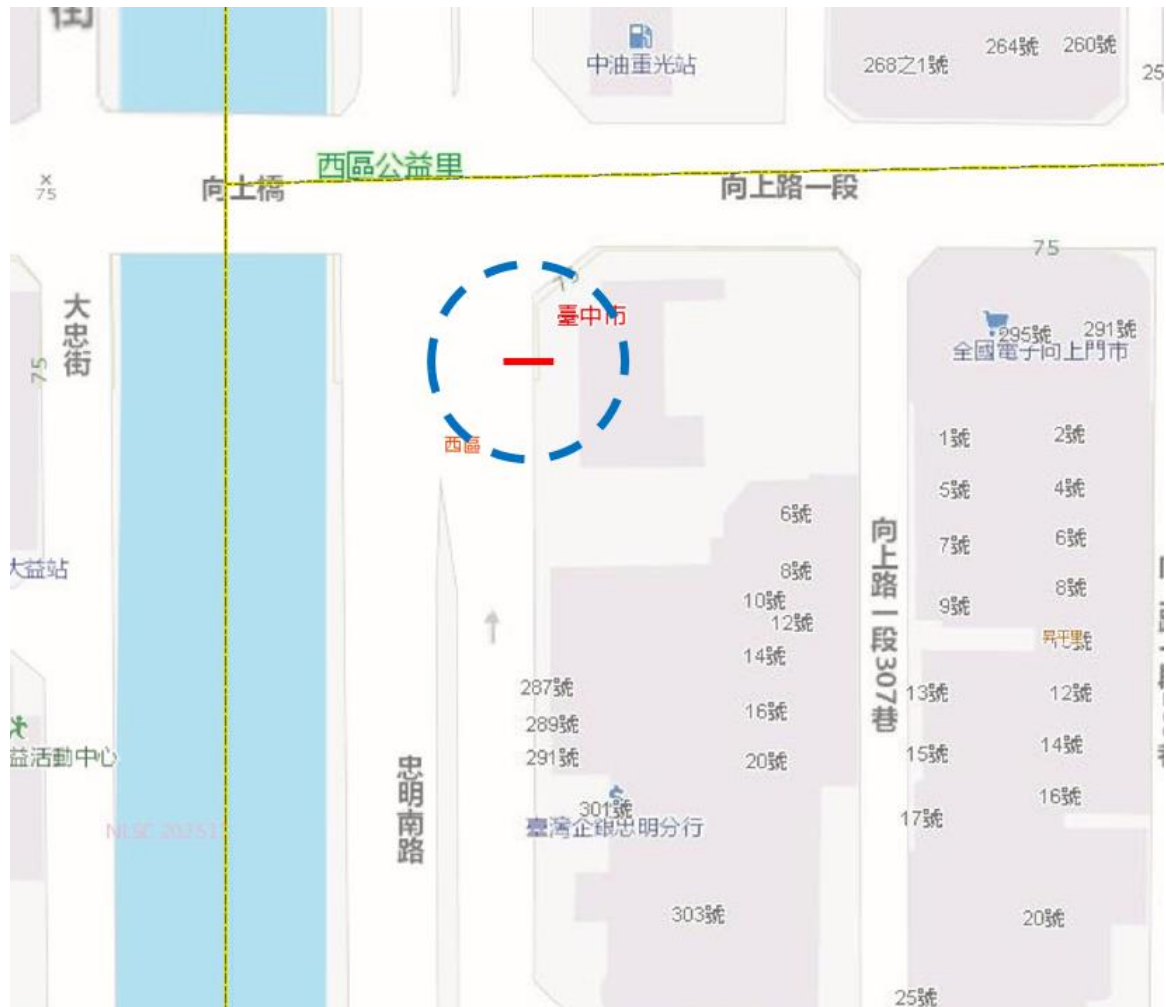 街
中油重光站
268之1號
264號
260號
25
西區公益里
向上橋
向上路一段
75
大忠街
75
75
75
臺中市
西區
全國電子向上門市
295號
291號
1號
2號
5號
4號
7號
6號
9號
8號
6號
8號
10號
12號
14號
16號
20號
向上路一段307巷
昇平里
13號
12號
15號
14號
16號
17號
20號
25號
大益站
益活動中心
忠明南路
287號
289號
291號
301號
臺灣企銀忠明分行
303號